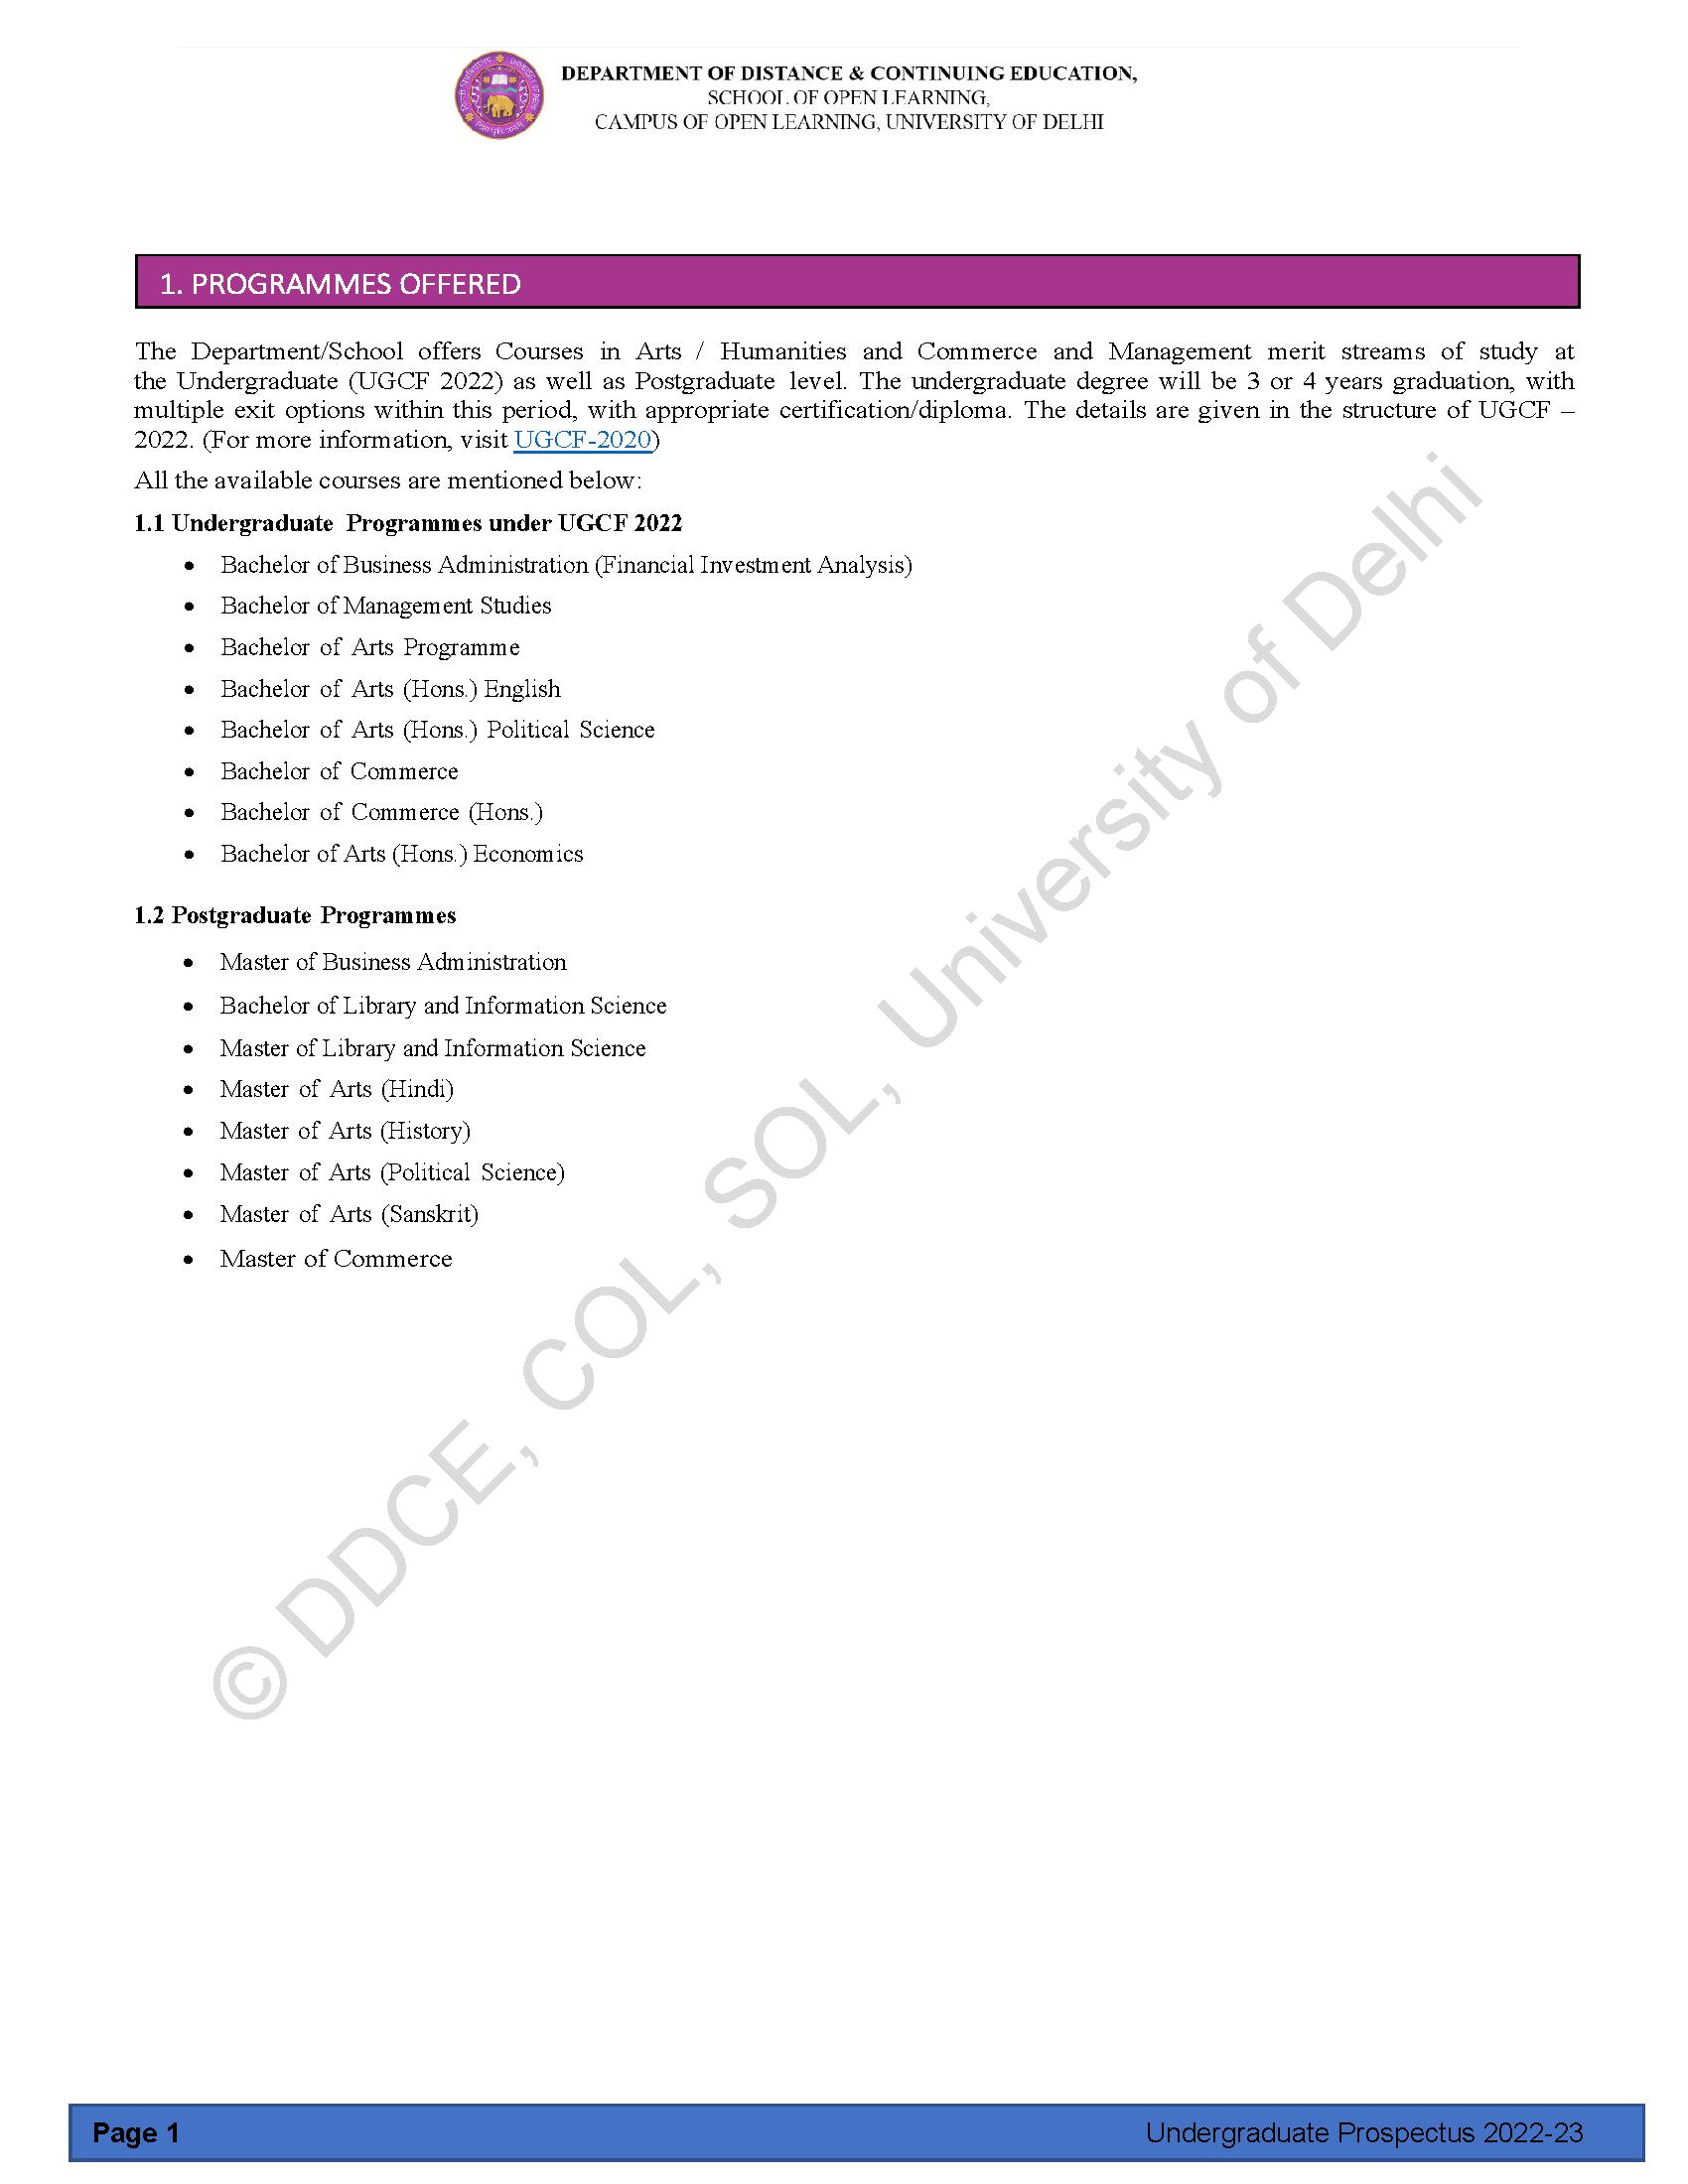 DEPARTMENT OF DISTANCE & CONTINUING EDUCATION,
SCHOOL OF OPEN LEARNING,
CAMPUS OF OPEN LEARNING, UNIVERSITY OF DELHI
1. PROGRAMMES OFFERED
The Department/School offers Courses in Arts / Humanities and Commerce and Management merit streams of study at
the Undergraduate (UGCF 2022) as well as Postgraduate level. The undergraduate degree will be 3 or 4 years graduation, with
multiple exit options within this period, with appropriate certification/diploma. The details are given in the structure of UGCF –
2022. (For more information, visit UGCF-2020)
All the available courses are mentioned below:
1.1 Undergraduate Programmes under UGCF 2022
• Bachelor of Business Administration (Financial Investment Analysis)
• Bachelor of Management Studies
• Bachelor of Arts Programme
• Bachelor of Arts (Hons.) English
• Bachelor of Arts (Hons.) Political Science
• Bachelor of Commerce
• Bachelor of Commerce (Hons.)
• Bachelor of Arts (Hons.) Economics
1.2 Postgraduate Programmes
• Master of Business Administration
• Bachelor of Library and Information Science
• Master of Library and Information Science
• Master of Arts (Hindi)
• Master of Arts (History)
• Master of Arts (Political Science)
• Master of Arts (Sanskrit)
• Master of Commerce
© DDCE, COL, SOL, University of Delhi
Page 1
Undergraduate Prospectus 2022-23